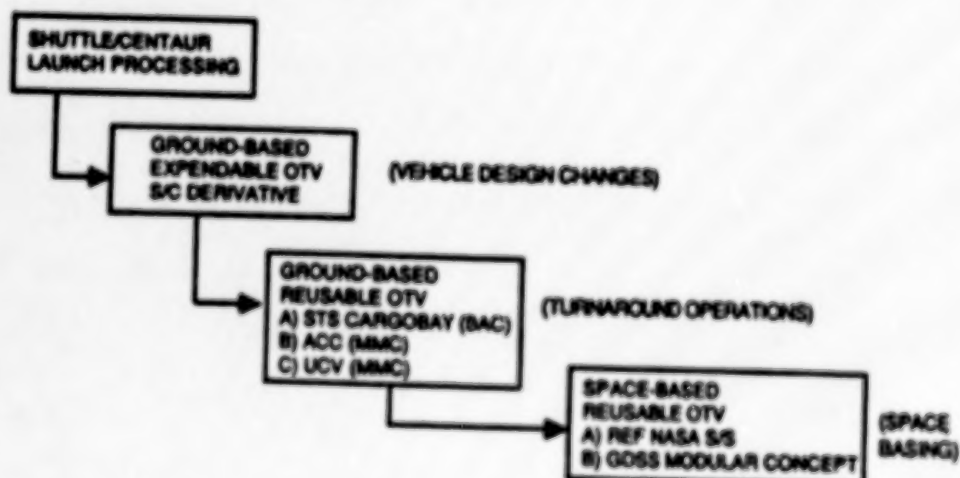 SHUTTLE/CENTAUR
LAUNCH PROCESSING
GROUND-BASED
EXPENDABLE OTV
S/C DERIVATIVE
(VEHICLE DESIGN CHANGES)
GROUND-BASED
REUSABLE OTV
A) STS CARGOBAY (BAC)
B) ACC (MMC)
C) UCV (MMC)
(TURNAROUND OPERATIONS)
SPACE-BASED
REUSABLE OTV
A) REF NASA S/S
B) GDSS MODULAR CONCEPT
(SPACE
BASING)